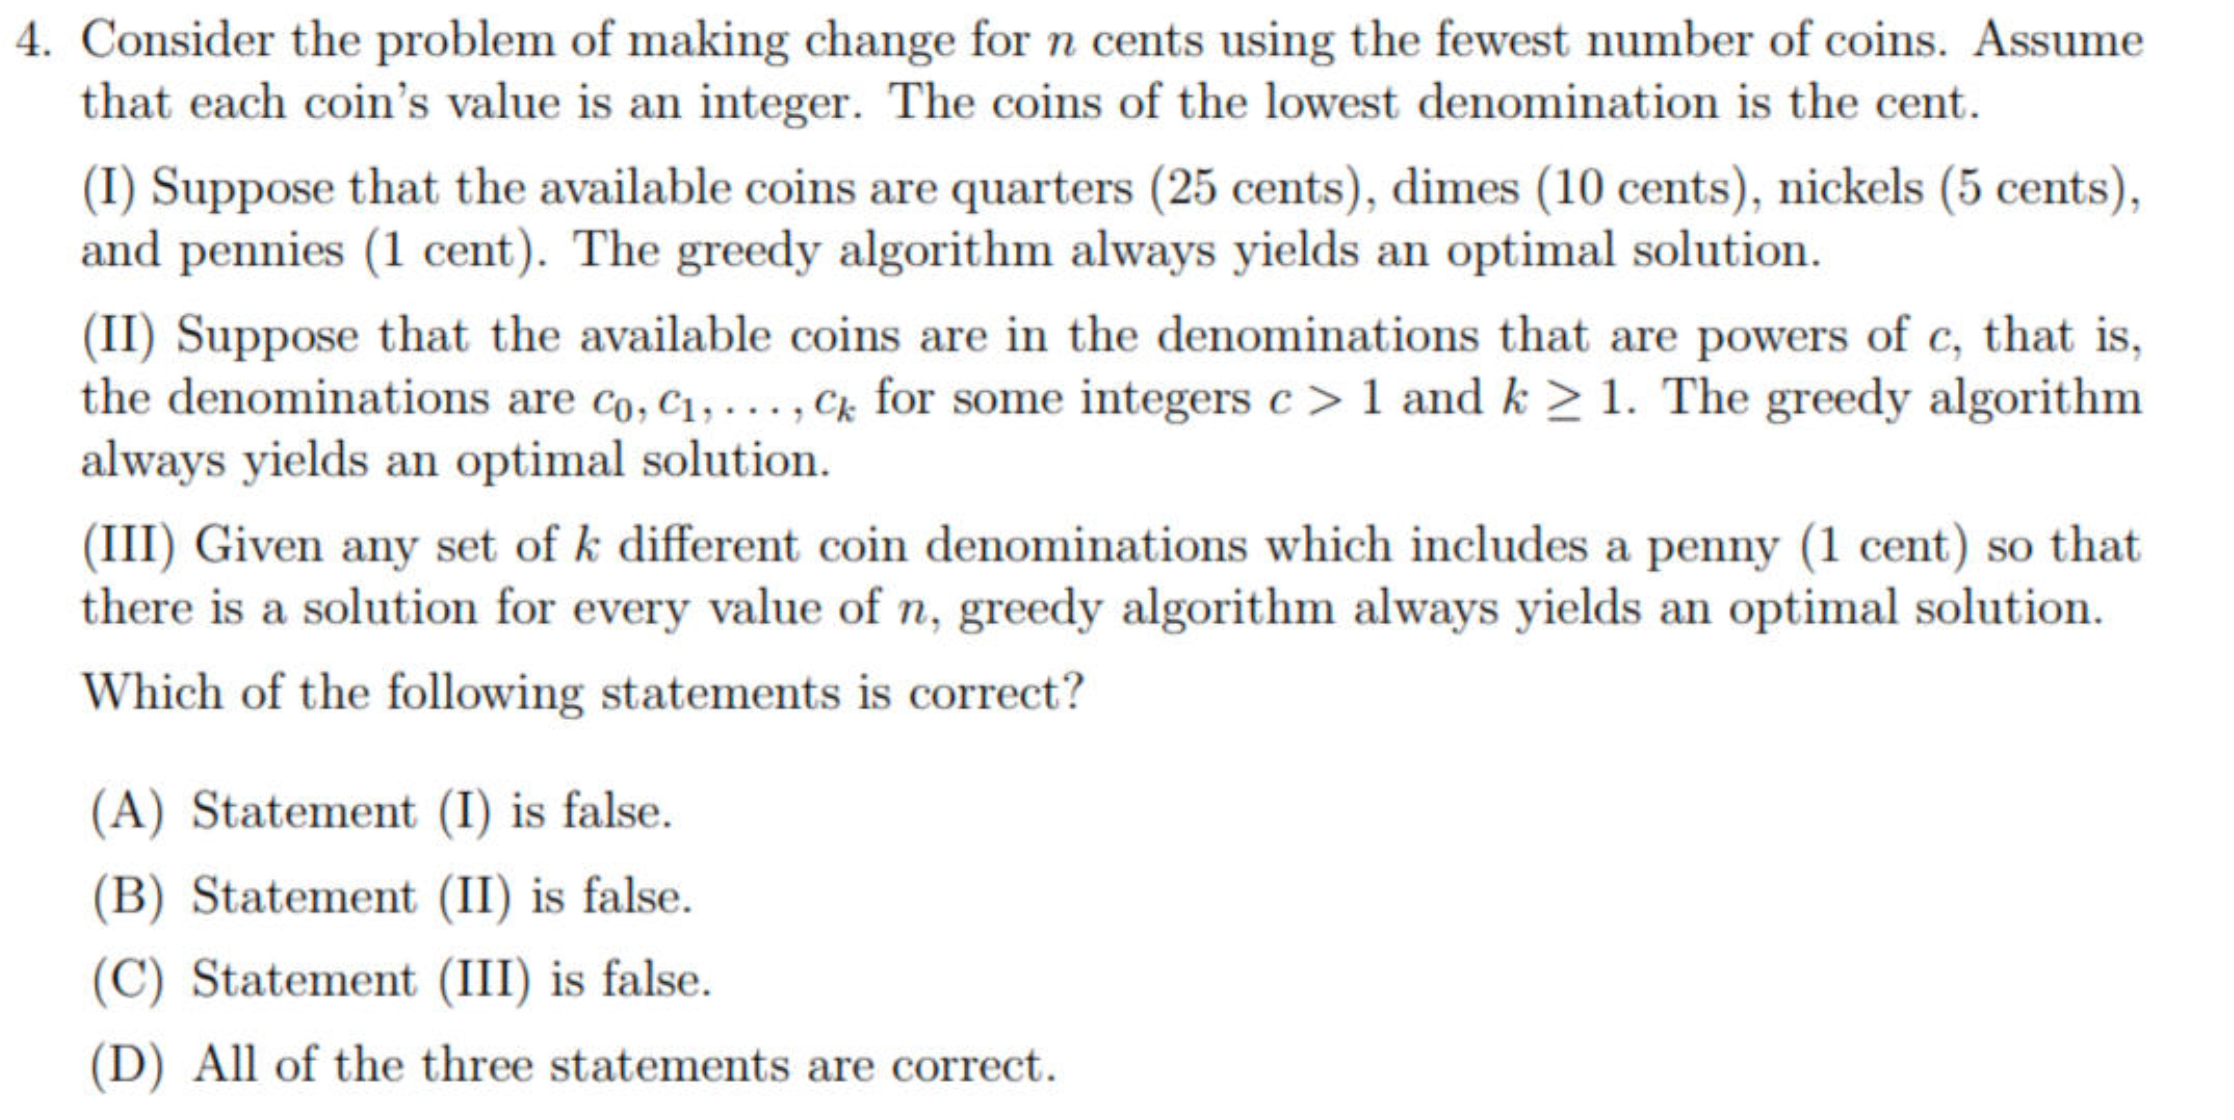 4. Consider the problem of making change for n cents using the fewest number of coins. Assume
that each coin's value is an integer. The coins of the lowest denomination is the cent.
(I) Suppose that the available coins are quarters (25 cents), dimes (10 cents), nickels (5 cents),
and pennies (1 cent). The greedy algorithm always yields an optimal solution.
(II) Suppose that the available coins are in the denominations that are powers of c, that is,
the denominations are c₀, c₁, . . . , cₖ for some integers c > 1 and k ≥ 1. The greedy algorithm
always yields an optimal solution.
(III) Given any set of k different coin denominations which includes a penny (1 cent) so that
there is a solution for every value of n, greedy algorithm always yields an optimal solution.
Which of the following statements is correct?
(A) Statement (I) is false.
(B) Statement (II) is false.
(C) Statement (III) is false.
(D) All of the three statements are correct.